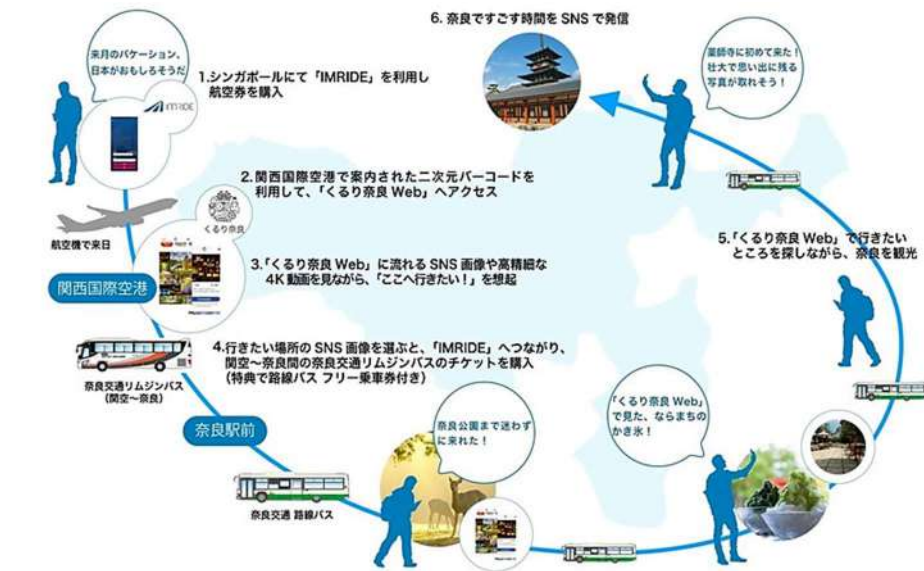 来月のバケーション、
日本がおもしろそうだ
IMRIDE
1.シンガポールにて「IMRIDE」を利用し
航空券を購入
2.関西国際空港で案内された二次元バーコードを
利用して、「くるり奈良 Web」へアクセス
くるり奈良
航空機で来日
3.「くるり奈良 Web」に流れる SNS 画像や高精細な
4K 動画を見ながら、「ここへ行きたい！」を想起
関西国際空港
4.行きたい場所の SNS 画像を選ぶと、「IMRIDE」へつながり、
関空〜奈良間の奈良交通リムジンバスのチケットを購入
(特典で路線バス フリー乗車券付き)
奈良交通リムジンバス
(関空〜奈良)
奈良駅前
奈良交通 路線バス
奈良公園まで迷わず
に来れた！
「くるり奈良 Web」
で見た、ならまちの
かき氷！
5.「くるり奈良 Web」で行きたい
ところを探しながら、奈良を観光
薬師寺に初めて来た！
壮大で思い出に残る
写真が取れそう！
6. 奈良ですごす時間を SNS で発信